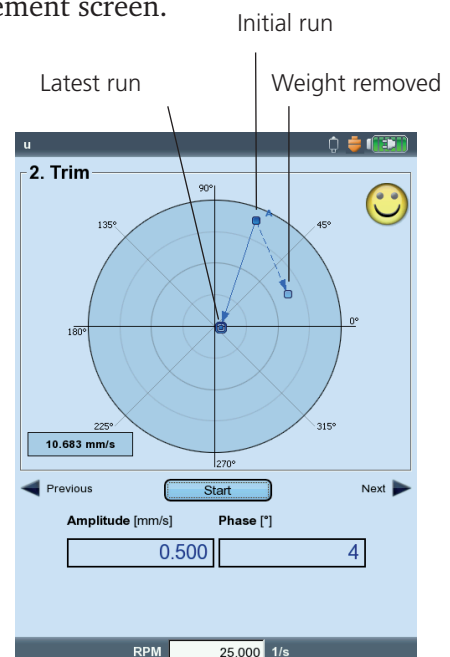 ement screen.
Initial run
Latest run
Weight removed
u
2. Trim
90°
A
135°
45°
180°
0°
225°
315°
10.683 mm/s
270°
Previous
Start
Next
Amplitude [mm/s]
Phase [°]
0.500
4
RPM
25.000
1/s